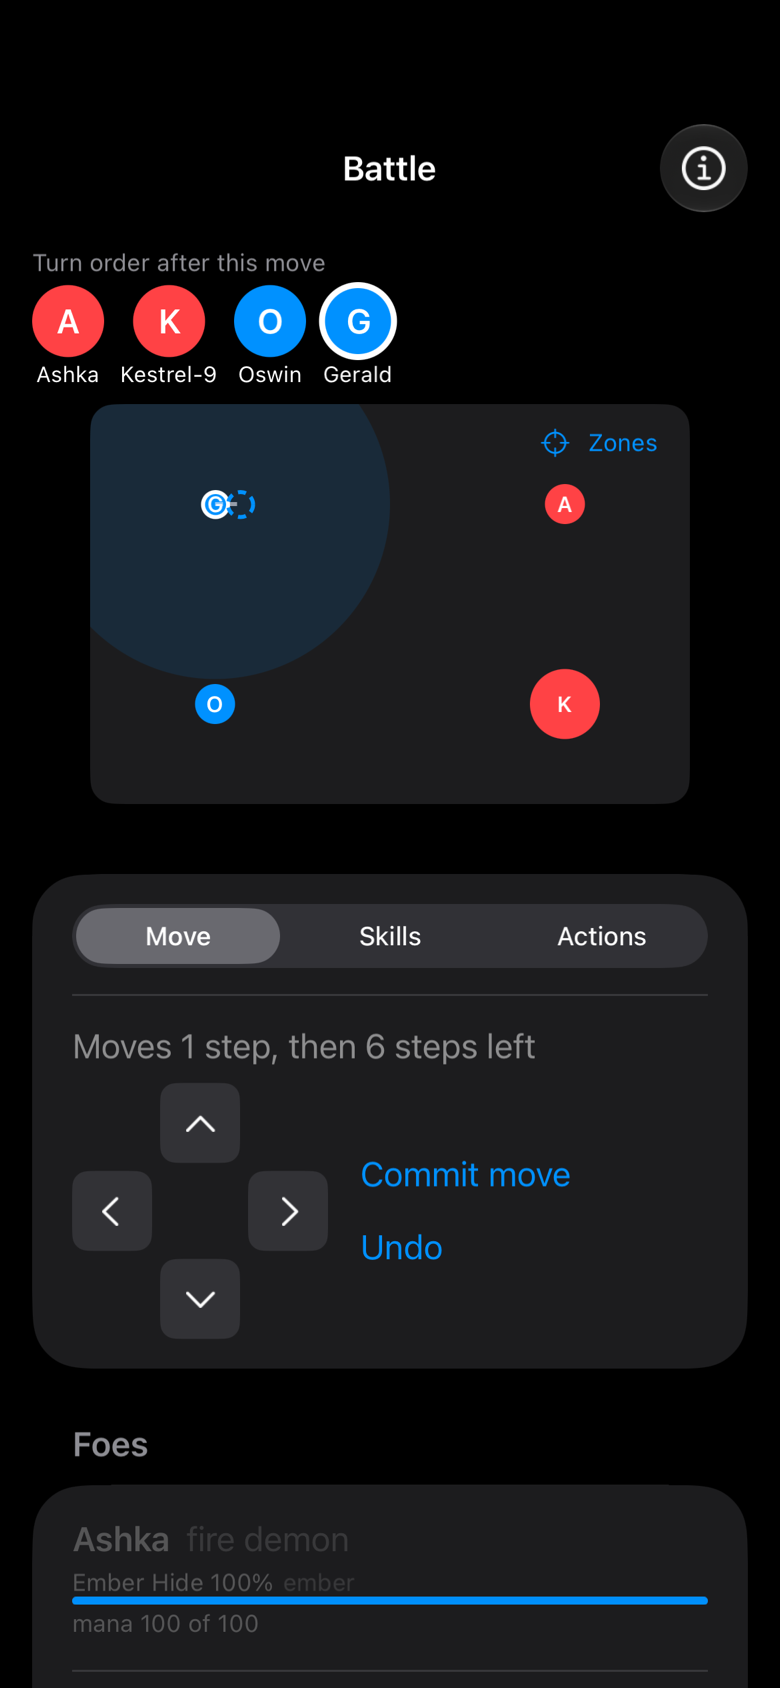 Battle
Turn order after this move
A K O G
Ashka Kestrel-9 Oswin Gerald
Zones
G A
O K
Move Skills Actions
Moves 1 step, then 6 steps left
Commit move
Undo
Foes
Ashka fire demon
Ember Hide 100% ember
mana 100 of 100